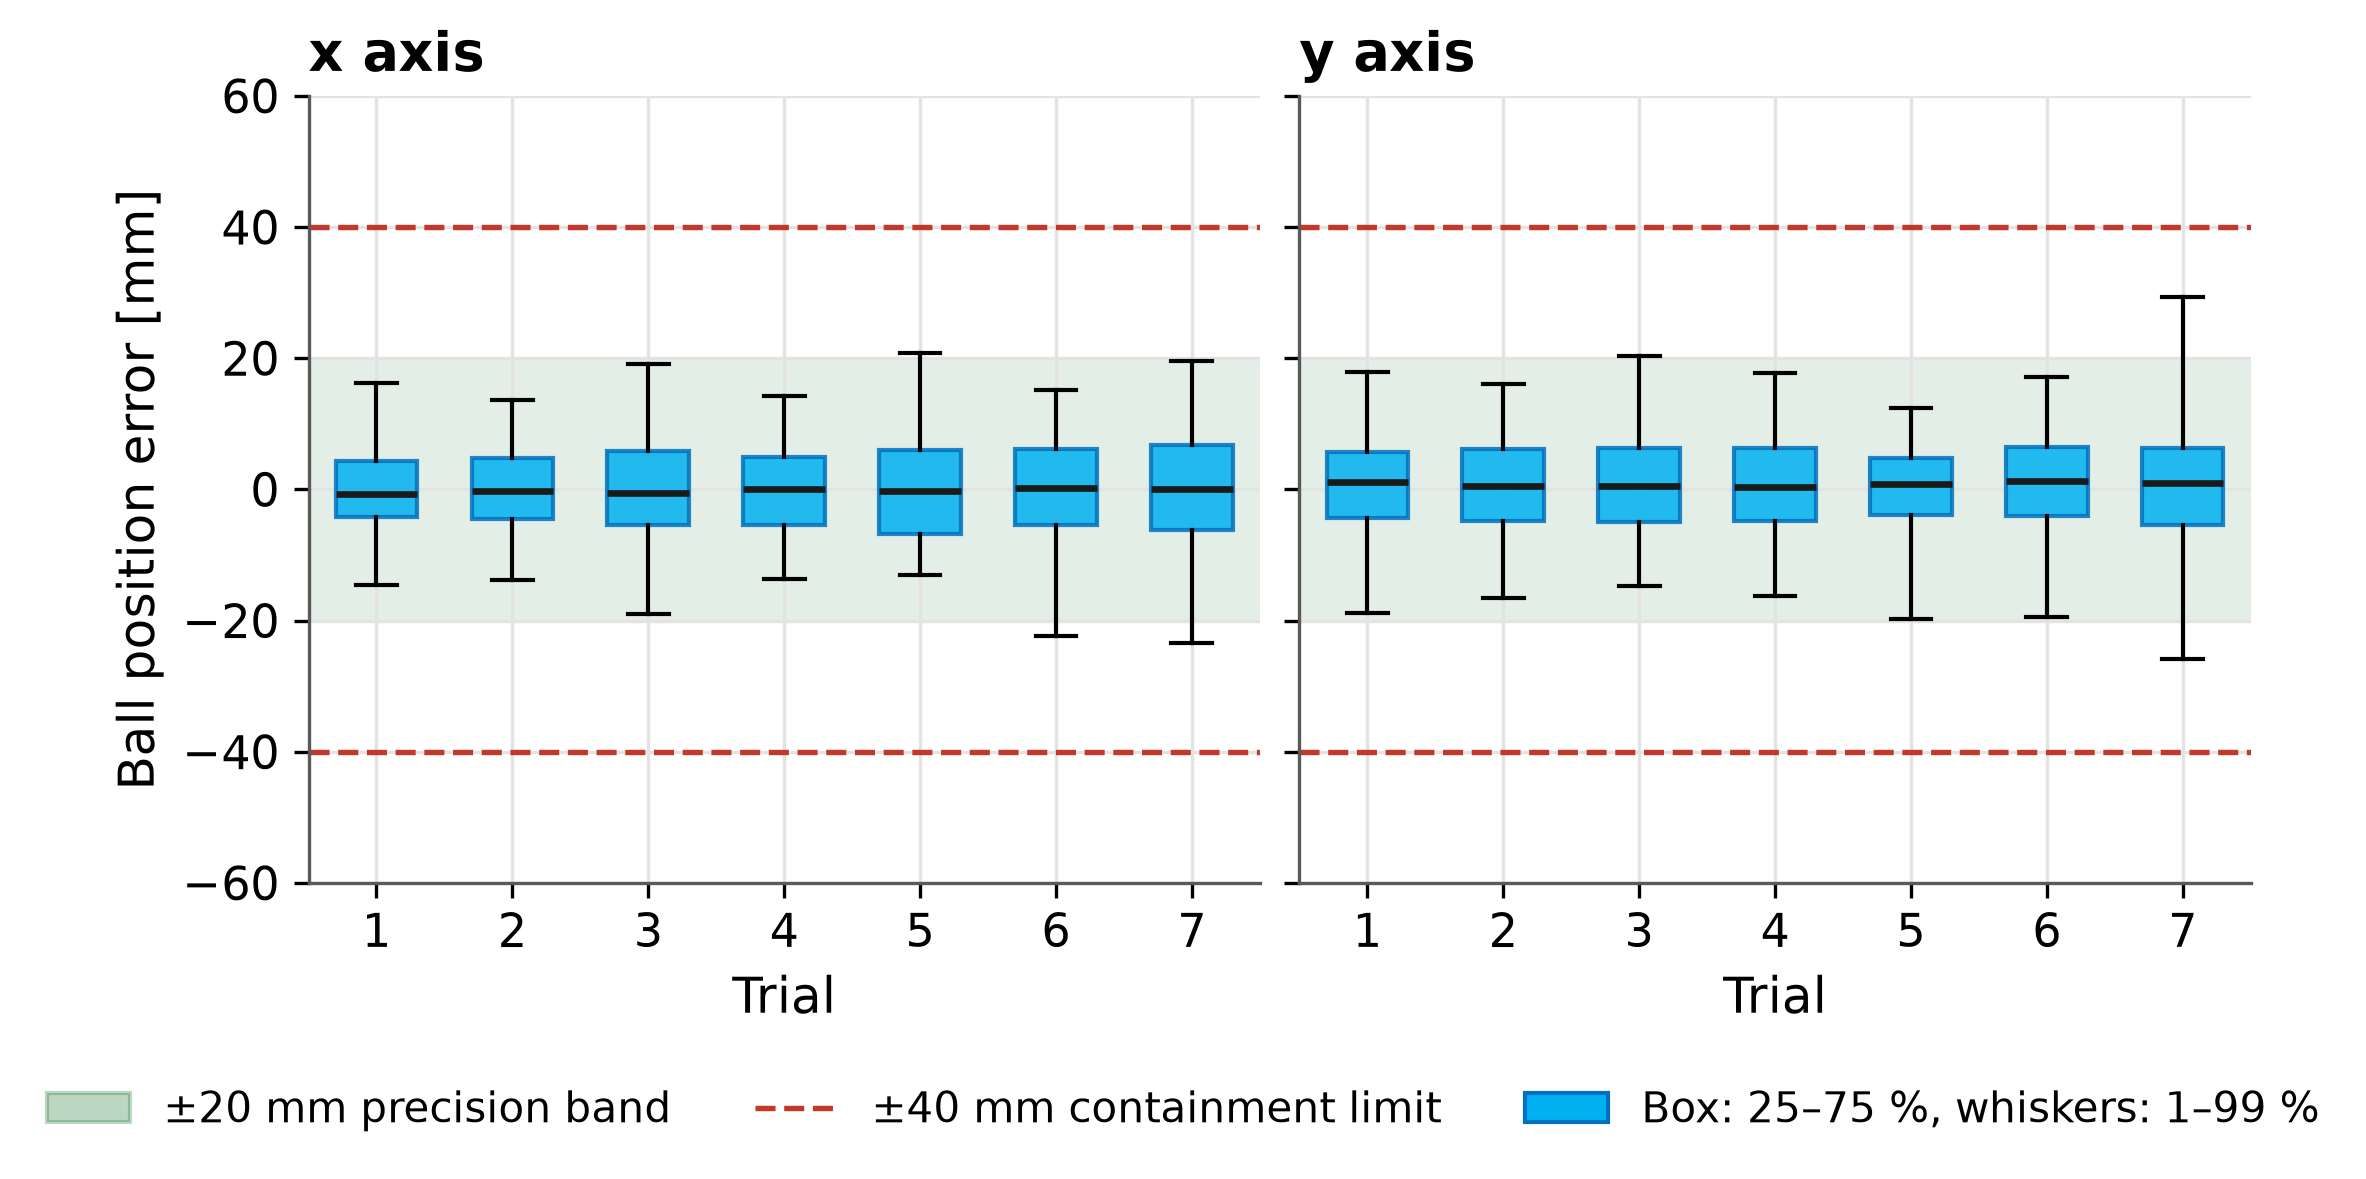 x axis
y axis
Ball position error [mm]
60
40
20
0
−20
−40
−60
1 2 3 4 5 6 7
1 2 3 4 5 6 7
Trial
Trial
±20 mm precision band
±40 mm containment limit
Box: 25–75 %, whiskers: 1–99 %